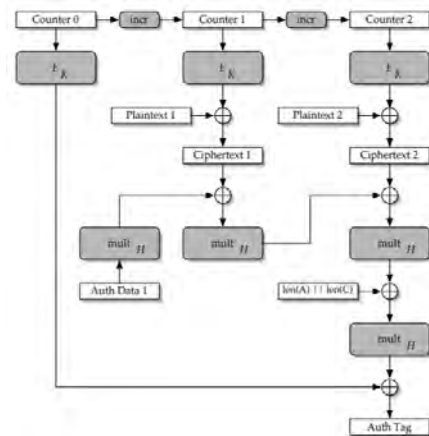 Counter 0
incr
Counter 1
incr
Counter 2
E K
E K
E K
Plaintext 1
Plaintext 2
Ciphertext 1
Ciphertext 2
mult H
mult H
mult H
Auth Data 1
len(A) || len(C)
mult H
Auth Tag